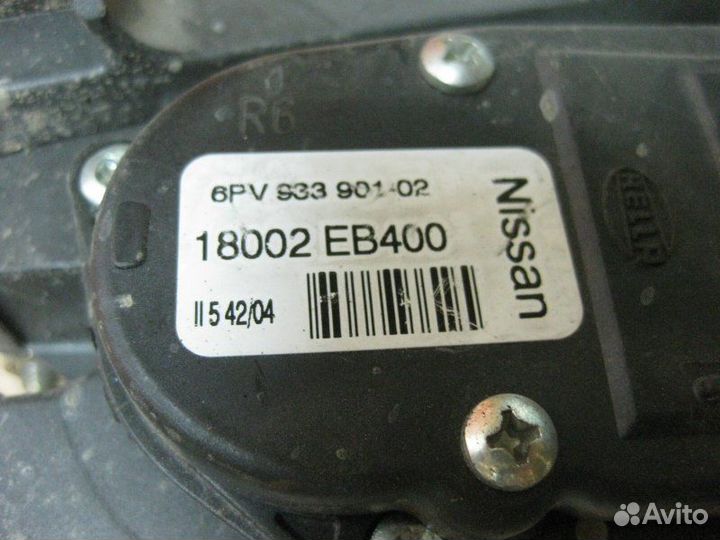 R6
6PV 933 901-02
18002 EB400
II 5 42/04
Nissan
HELLA
Avito